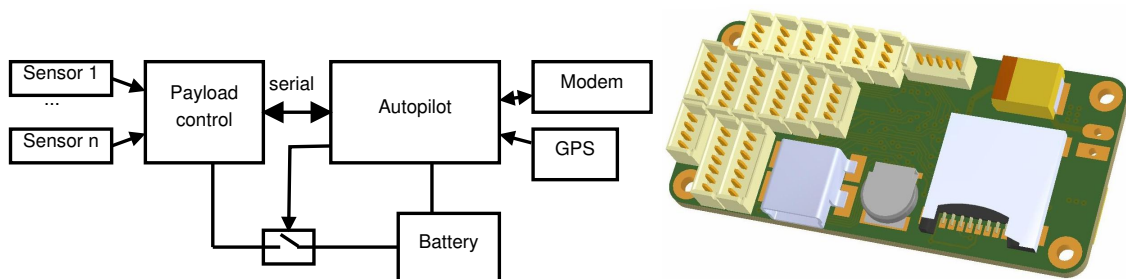 Sensor 1
...
Sensor n
Payload
control
serial
Autopilot
Modem
GPS
Battery